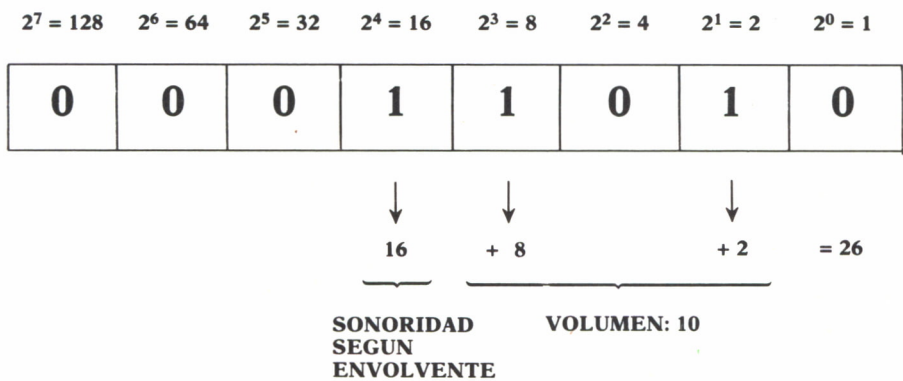 2⁷ = 128 2⁶ = 64 2⁵ = 32 2⁴ = 16 2³ = 8 2² = 4 2¹ = 2 2⁰ = 1
0 0 0 1 1 0 1 0
16 + 8 + 2 = 26
SONORIDAD VOLUMEN: 10
SEGUN
ENVOLVENTE